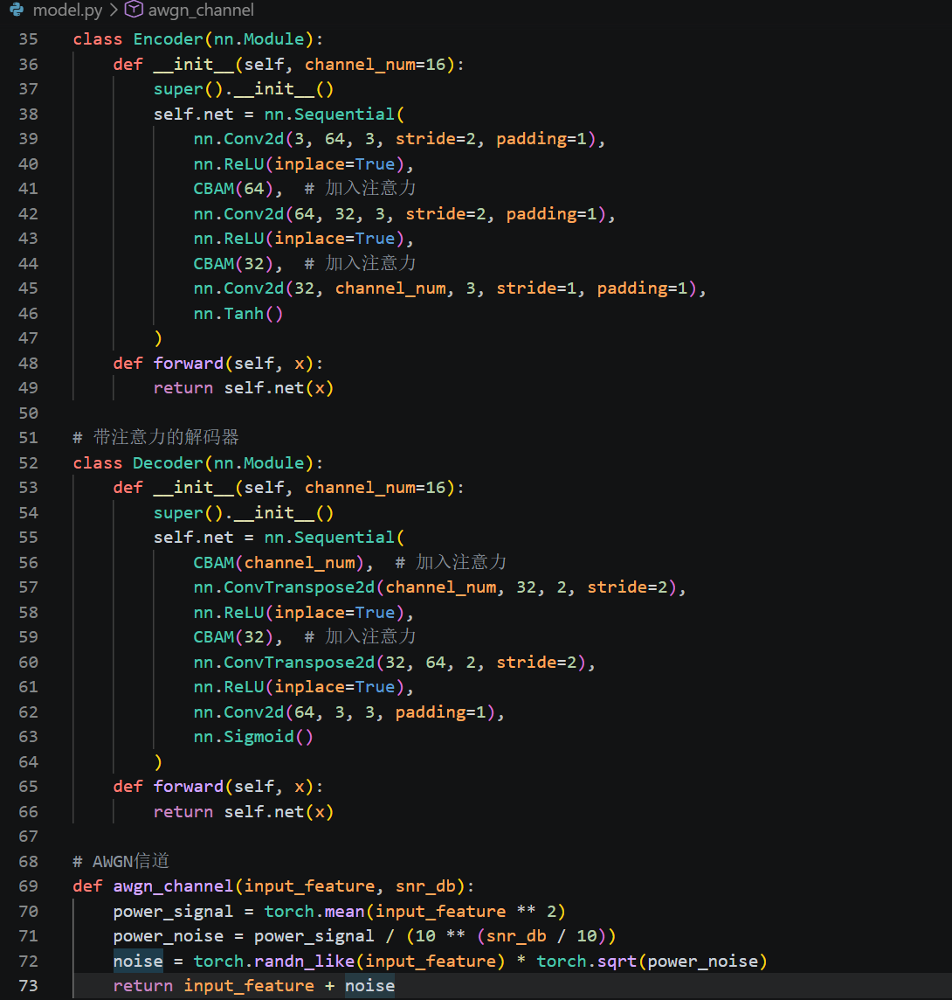 model.py > awgn_channel
35 class Encoder(nn.Module):
36     def __init__(self, channel_num=16):
37         super().__init__()
38         self.net = nn.Sequential(
39             nn.Conv2d(3, 64, 3, stride=2, padding=1),
40             nn.ReLU(inplace=True),
41             CBAM(64),  # 加入注意力
42             nn.Conv2d(64, 32, 3, stride=2, padding=1),
43             nn.ReLU(inplace=True),
44             CBAM(32),  # 加入注意力
45             nn.Conv2d(32, channel_num, 3, stride=1, padding=1),
46             nn.Tanh()
47         )
48     def forward(self, x):
49         return self.net(x)
50
51 # 带注意力的解码器
52 class Decoder(nn.Module):
53     def __init__(self, channel_num=16):
54         super().__init__()
55         self.net = nn.Sequential(
56             CBAM(channel_num),  # 加入注意力
57             nn.ConvTranspose2d(channel_num, 32, 2, stride=2),
58             nn.ReLU(inplace=True),
59             CBAM(32),  # 加入注意力
60             nn.ConvTranspose2d(32, 64, 2, stride=2),
61             nn.ReLU(inplace=True),
62             nn.Conv2d(64, 3, 3, padding=1),
63             nn.Sigmoid()
64         )
65     def forward(self, x):
66         return self.net(x)
67
68 # AWGN信道
69 def awgn_channel(input_feature, snr_db):
70     power_signal = torch.mean(input_feature ** 2)
71     power_noise = power_signal / (10 ** (snr_db / 10))
72     noise = torch.randn_like(input_feature) * torch.sqrt(power_noise)
73     return input_feature + noise